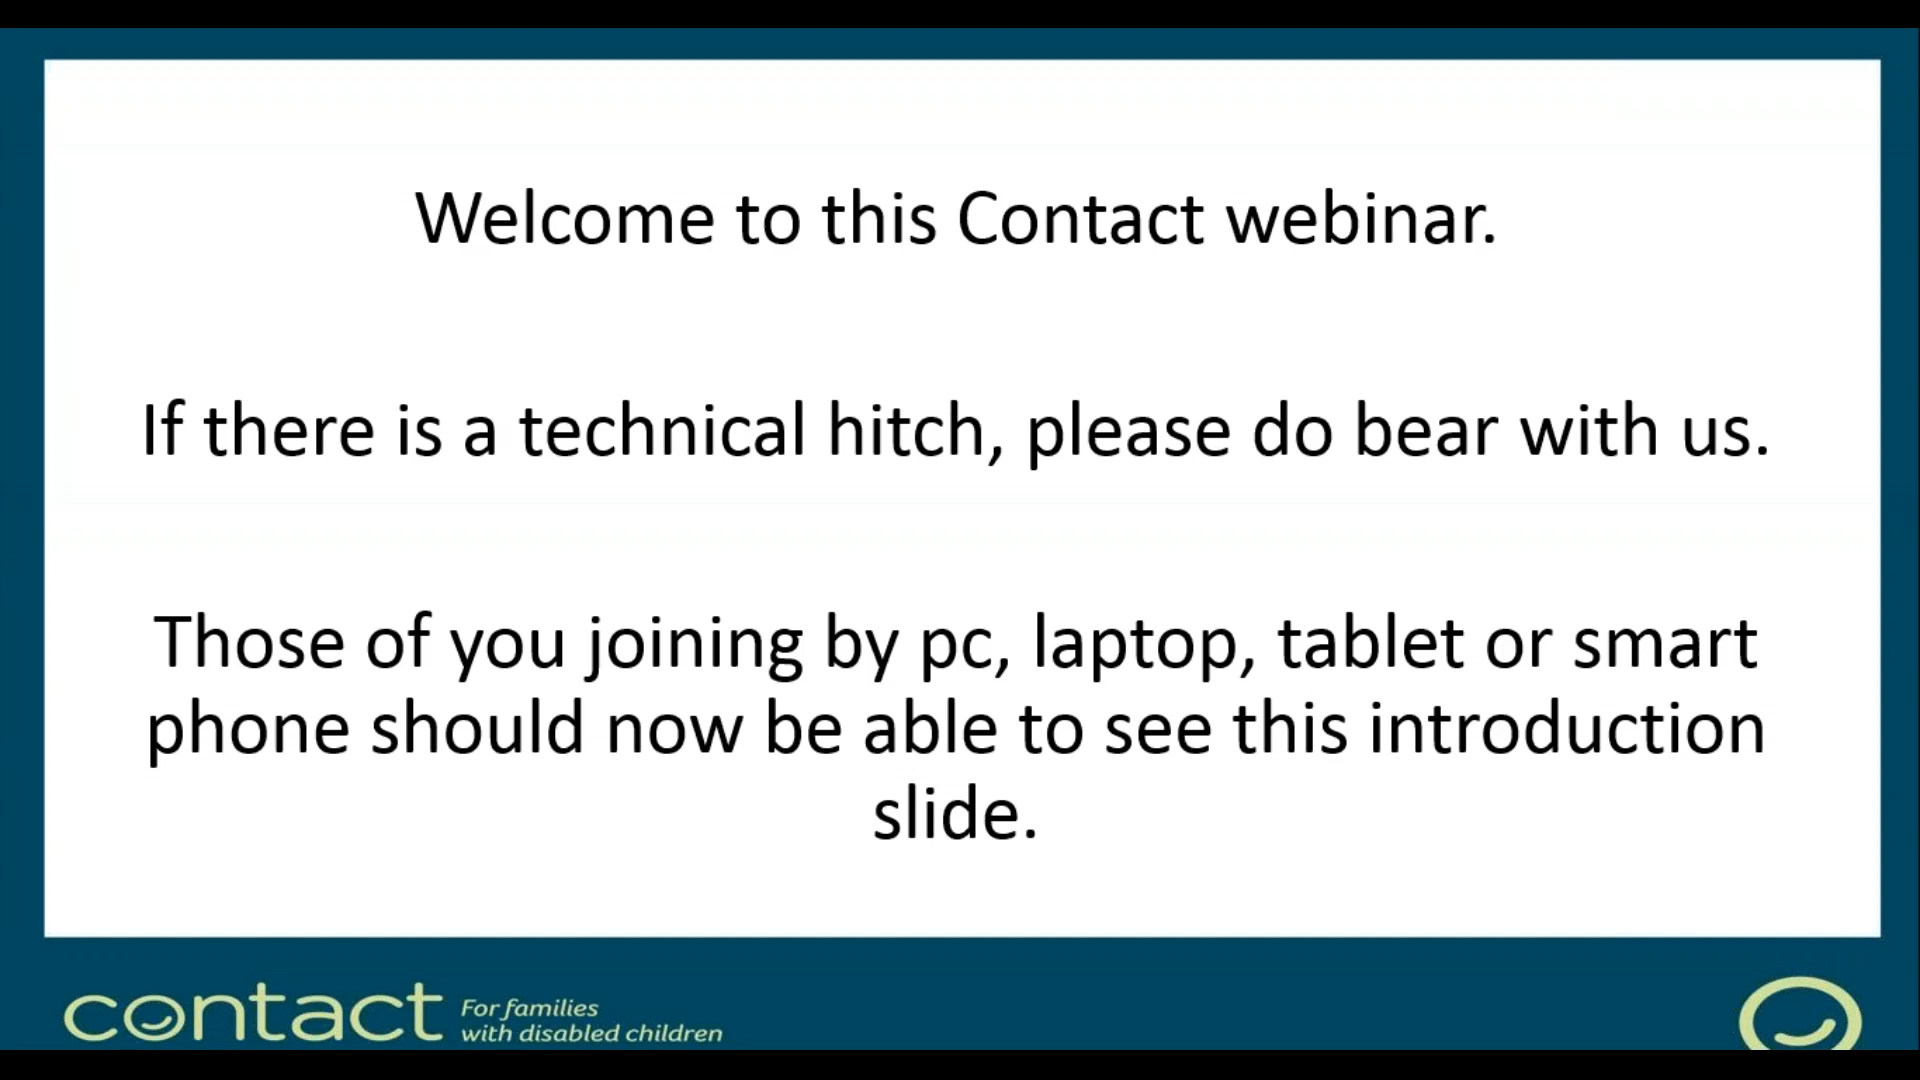 Welcome to this Contact webinar.
If there is a technical hitch, please do bear with us.
Those of you joining by pc, laptop, tablet or smart
phone should now be able to see this introduction
slide.
contact
For families
with disabled children